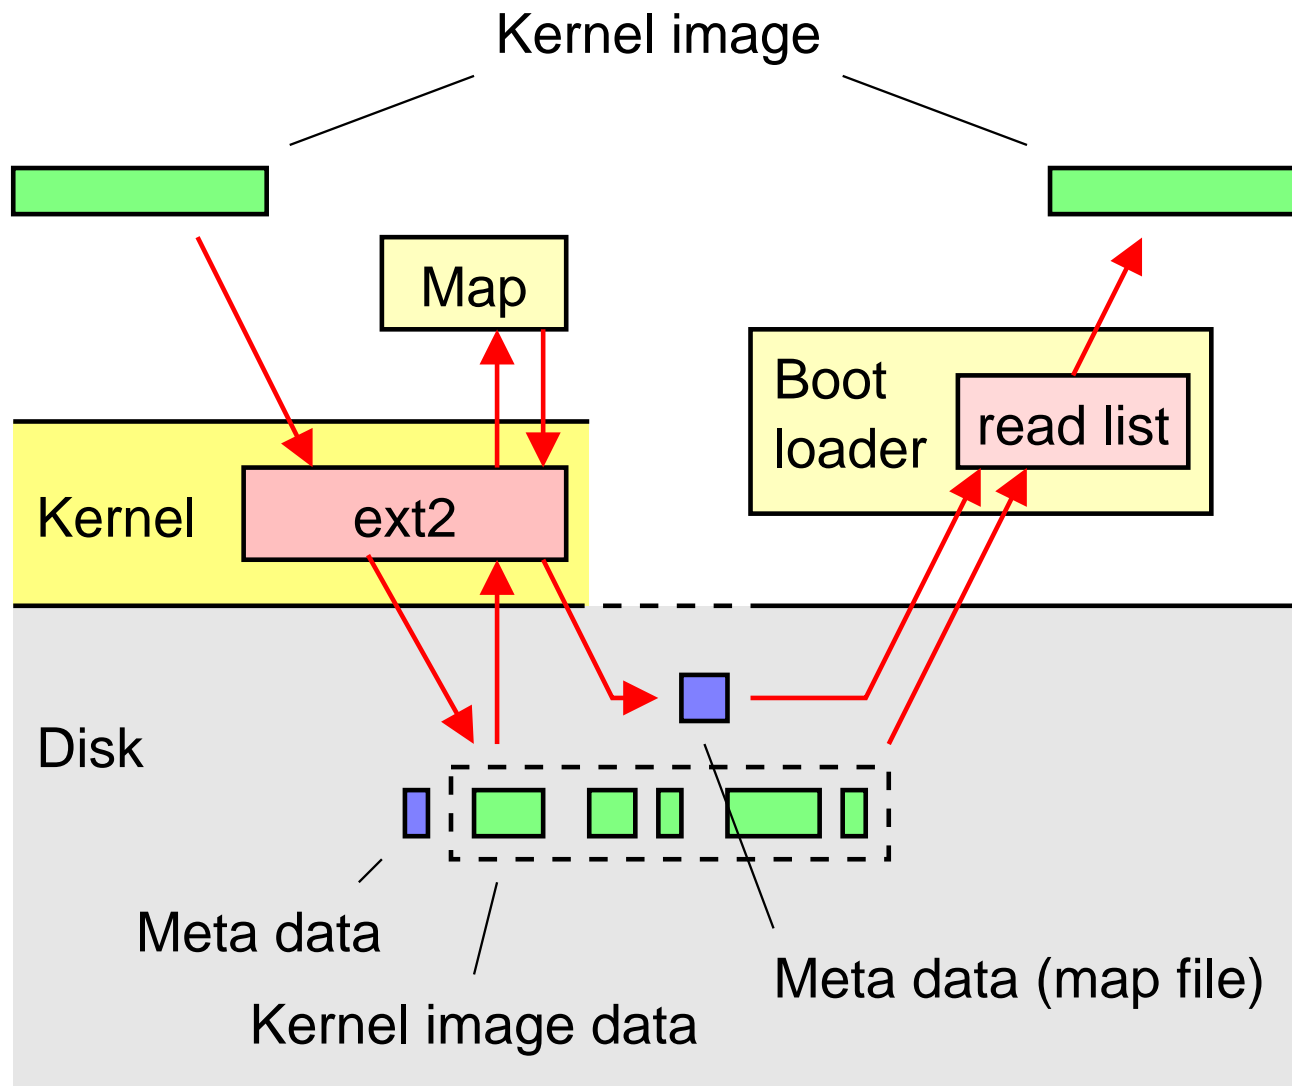 Kernel image
Map
Boot
loader
read list
Kernel
ext2
Disk
Meta data
Meta data (map file)
Kernel image data